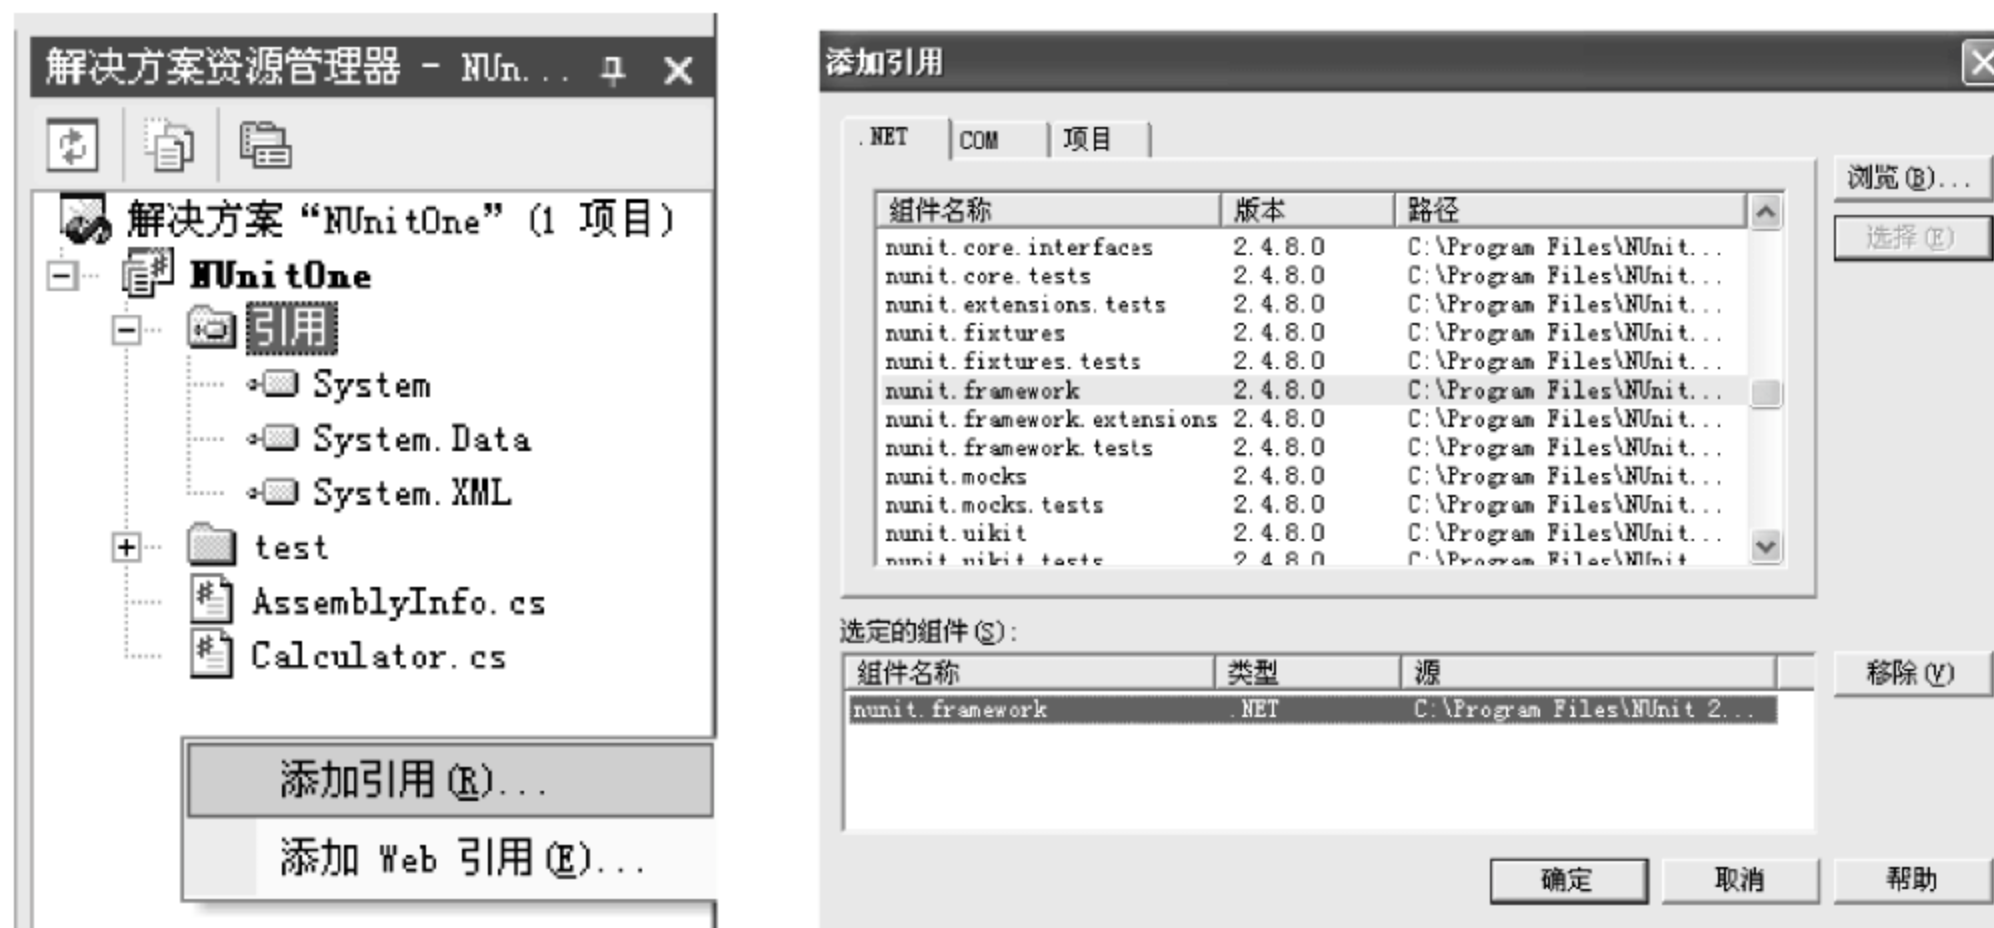 解决方案资源管理器 - NUn...
解决方案 “NUnitOne” (1 项目)
NUnitOne
引用
System
System.Data
System.XML
test
AssemblyInfo.cs
Calculator.cs
添加引用(R)...
添加 Web 引用(E)...
添加引用
.NET COM 项目
浏览(B)...
选择(E)
组件名称 版本 路径
nunit.core.interfaces 2.4.8.0 C:\Program Files\NUnit...
nunit.core.tests 2.4.8.0 C:\Program Files\NUnit...
nunit.extensions.tests 2.4.8.0 C:\Program Files\NUnit...
nunit.fixtures 2.4.8.0 C:\Program Files\NUnit...
nunit.fixtures.tests 2.4.8.0 C:\Program Files\NUnit...
nunit.framework 2.4.8.0 C:\Program Files\NUnit...
nunit.framework.extensions 2.4.8.0 C:\Program Files\NUnit...
nunit.framework.tests 2.4.8.0 C:\Program Files\NUnit...
nunit.mocks 2.4.8.0 C:\Program Files\NUnit...
nunit.mocks.tests 2.4.8.0 C:\Program Files\NUnit...
nunit.uikit 2.4.8.0 C:\Program Files\NUnit...
nunit.uikit.tests 2.4.8.0 C:\Program Files\NUnit
选定的组件(S):
组件名称 类型 源
移除(V)
nunit.framework .NET C:\Program Files\NUnit 2...
确定 取消 帮助